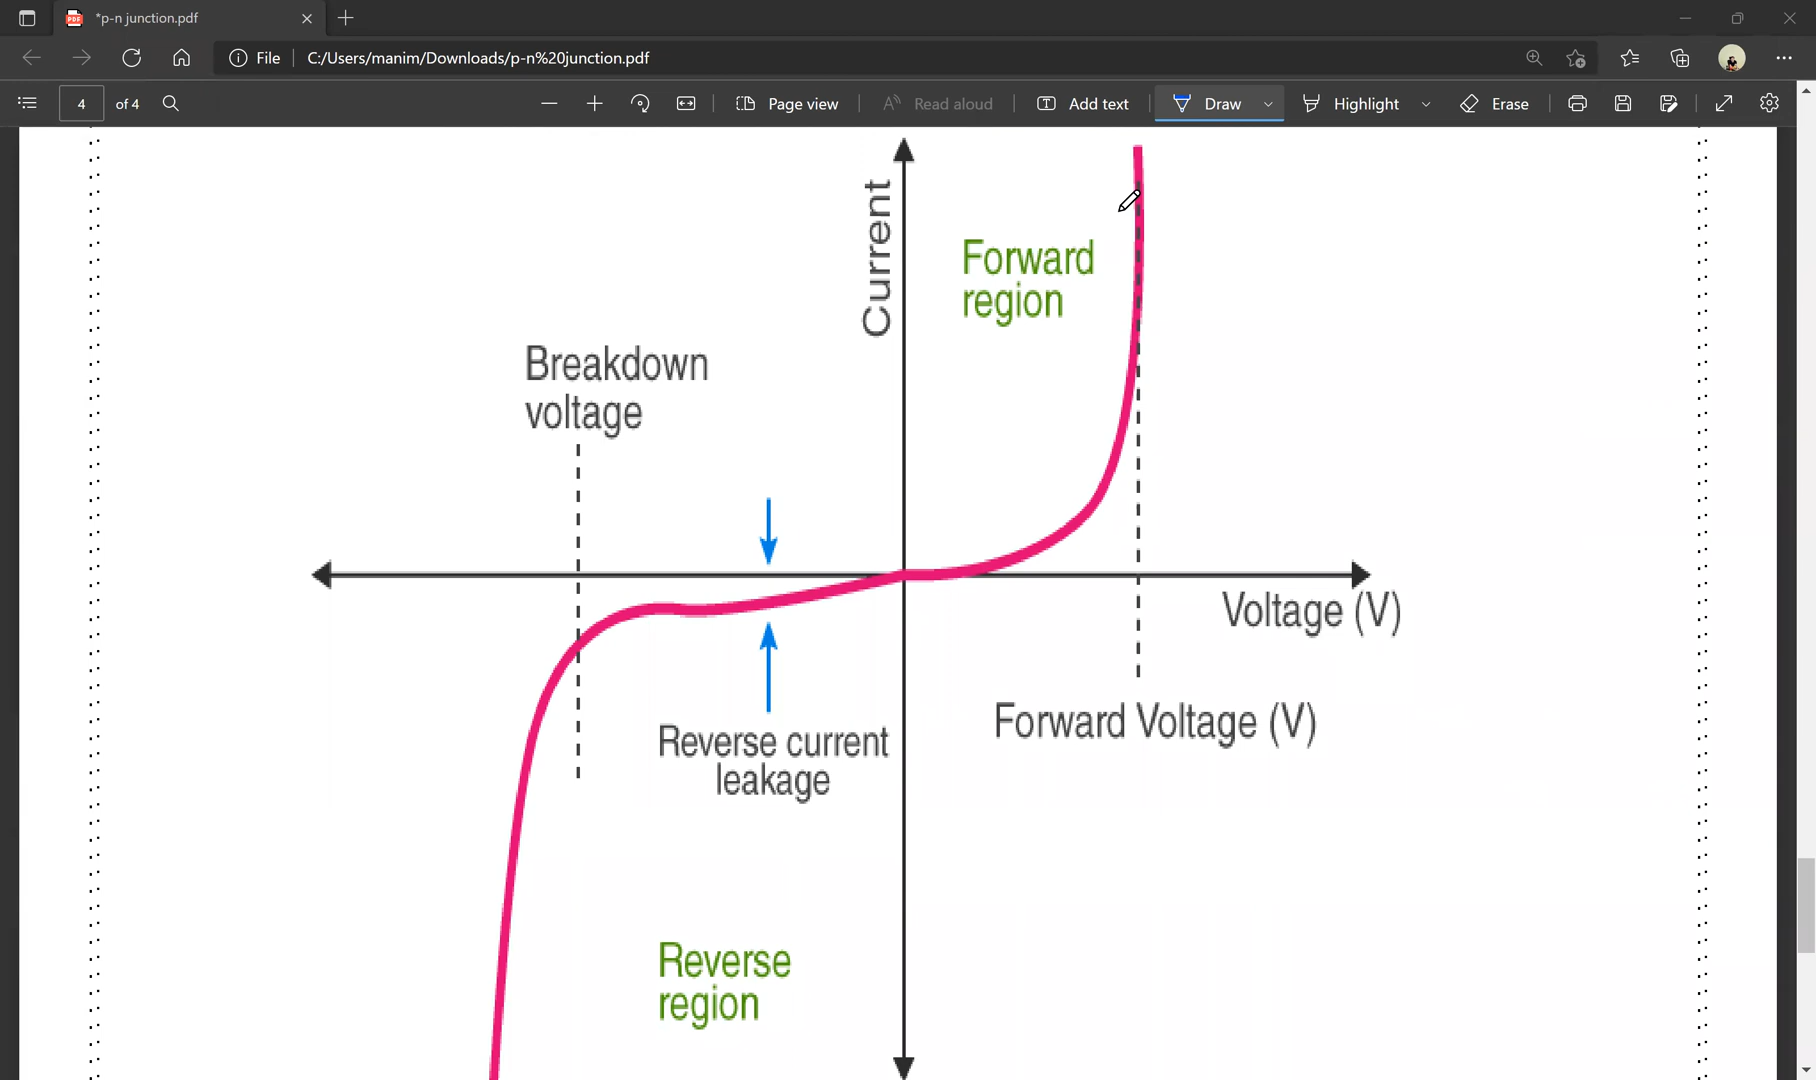 *p-n junction.pdf
File
C:/Users/manim/Downloads/p-n%20junction.pdf
4 of 4
Page view
Read aloud
Add text
Draw
Highlight
Erase
Current
Forward
region
Breakdown
voltage
Voltage (V)
Forward Voltage (V)
Reverse current
leakage
Reverse
region